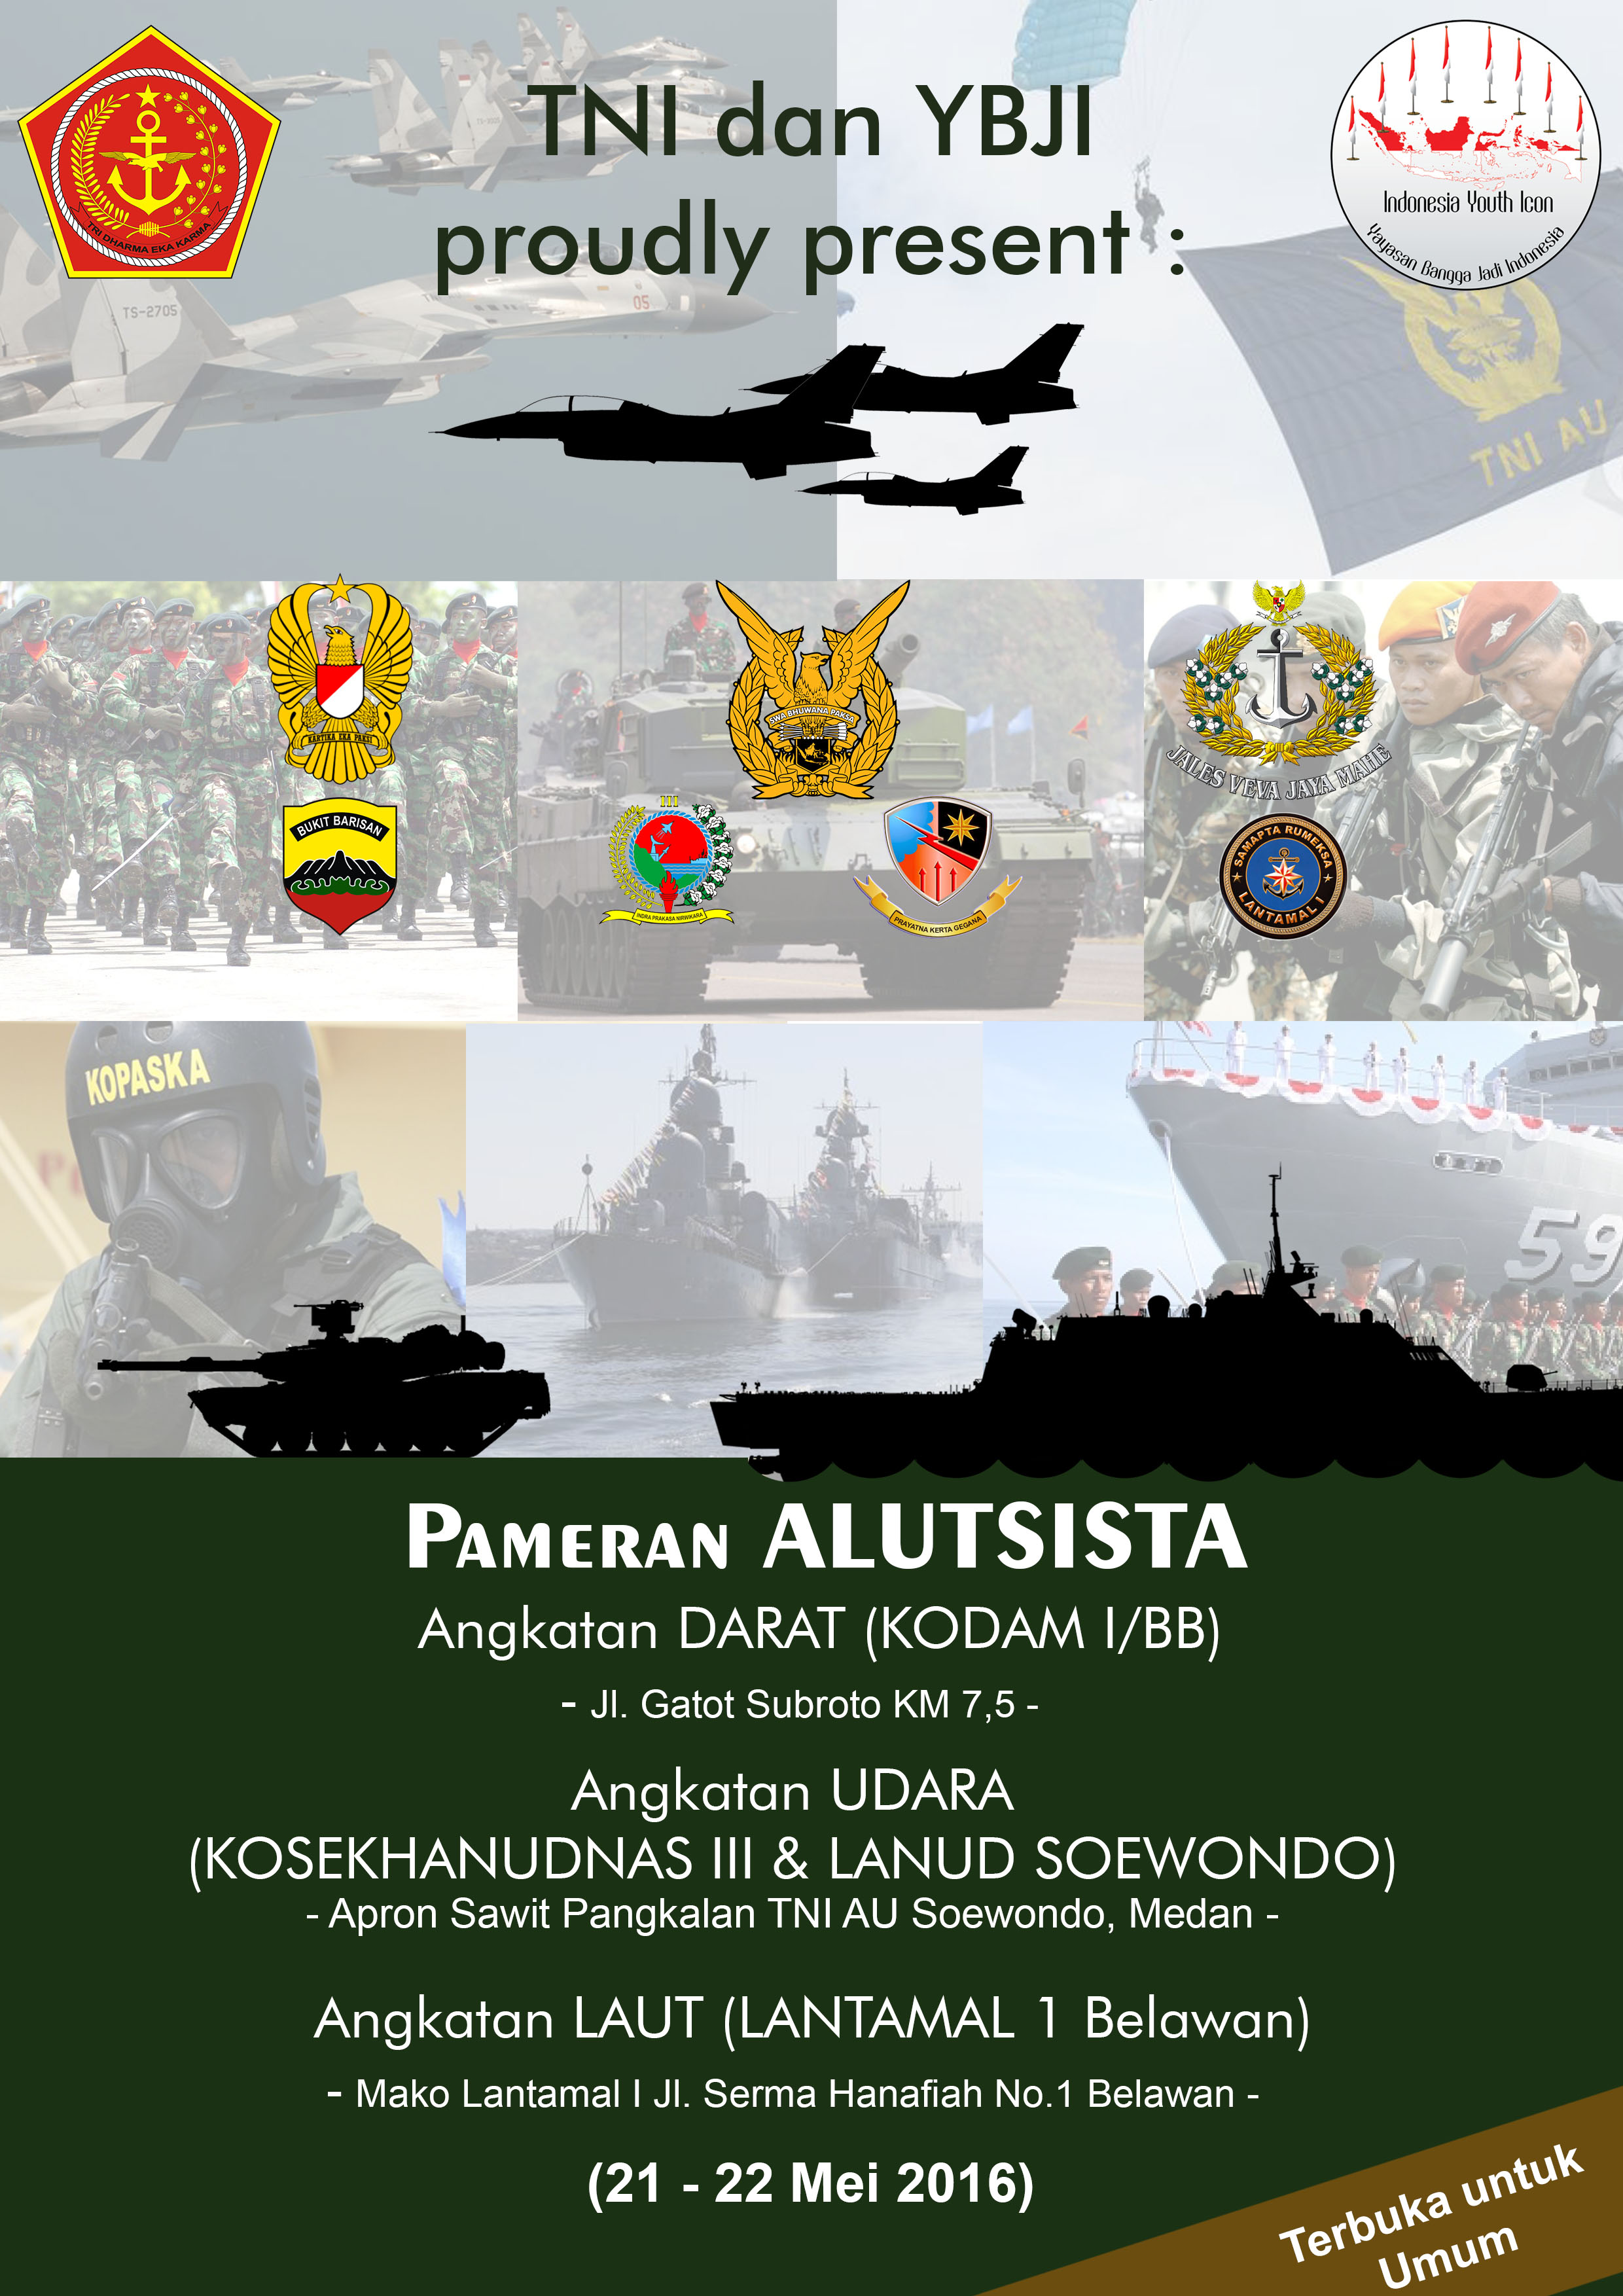 TNI dan YBJI
proudly present :
TRI DHARMA EKA KARMA
Indonesia Youth Icon
Yayasan Bangga Jadi Indonesia
TS-2705
05
TNI AU
KARTIKA EKA PAKSI
SWA BHUWANA PAKSA
JALES VEVA JAYA MAHE
BUKIT BARISAN
III
INDRA PRAKASA NIRWIKARA
PRAYATNA KERTA GEGANA
SAMAPTA RUMEKSA
LANTAMAL I
KOPASKA
59
PAMERAN ALUTSISTA
Angkatan DARAT (KODAM I/BB)
- Jl. Gatot Subroto KM 7,5 -
Angkatan UDARA
(KOSEKHANUDNAS III & LANUD SOEWONDO)
- Apron Sawit Pangkalan TNI AU Soewondo, Medan -
Angkatan LAUT (LANTAMAL 1 Belawan)
- Mako Lantamal I Jl. Serma Hanafiah No.1 Belawan -
(21 - 22 Mei 2016)
Terbuka untuk
Umum